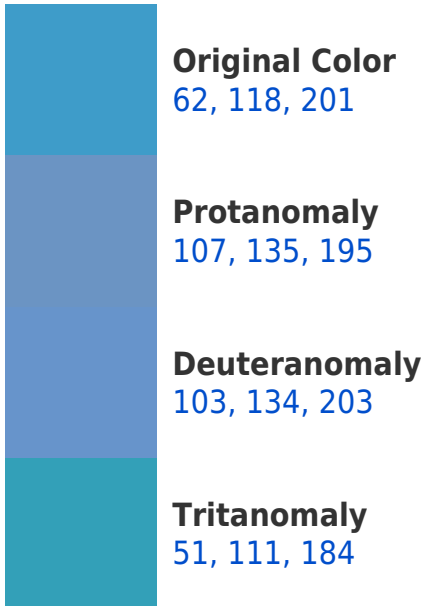 Original Color
62, 118, 201
Protanomaly
107, 135, 195
Deuteranomaly
103, 134, 203
Tritanomaly
51, 111, 184